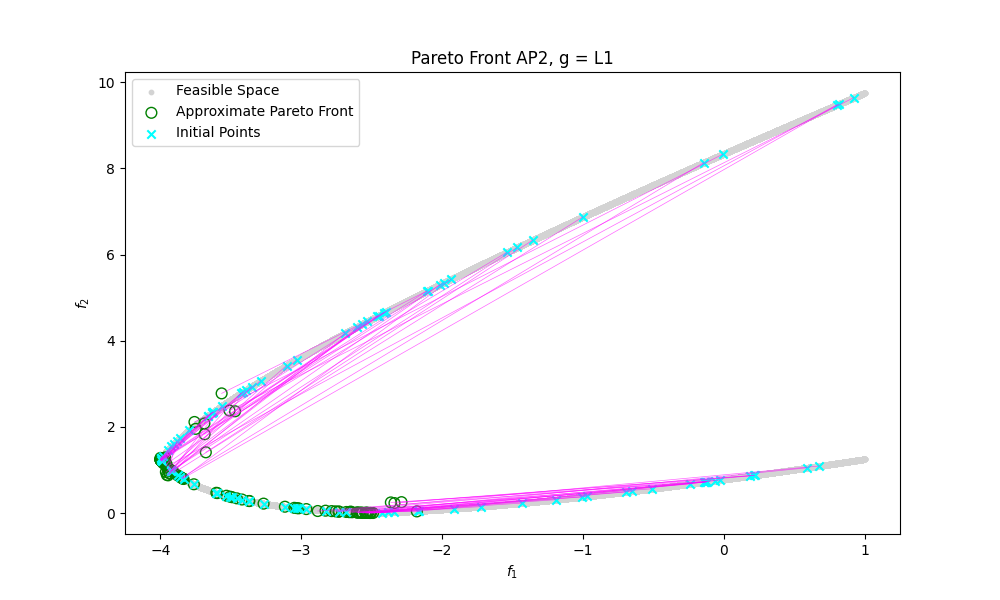 Pareto Front AP2, g = L1
Feasible Space
Approximate Pareto Front
Initial Points
10
8
6
4
2
0
f₂
−4
−3
−2
−1
0
1
f₁